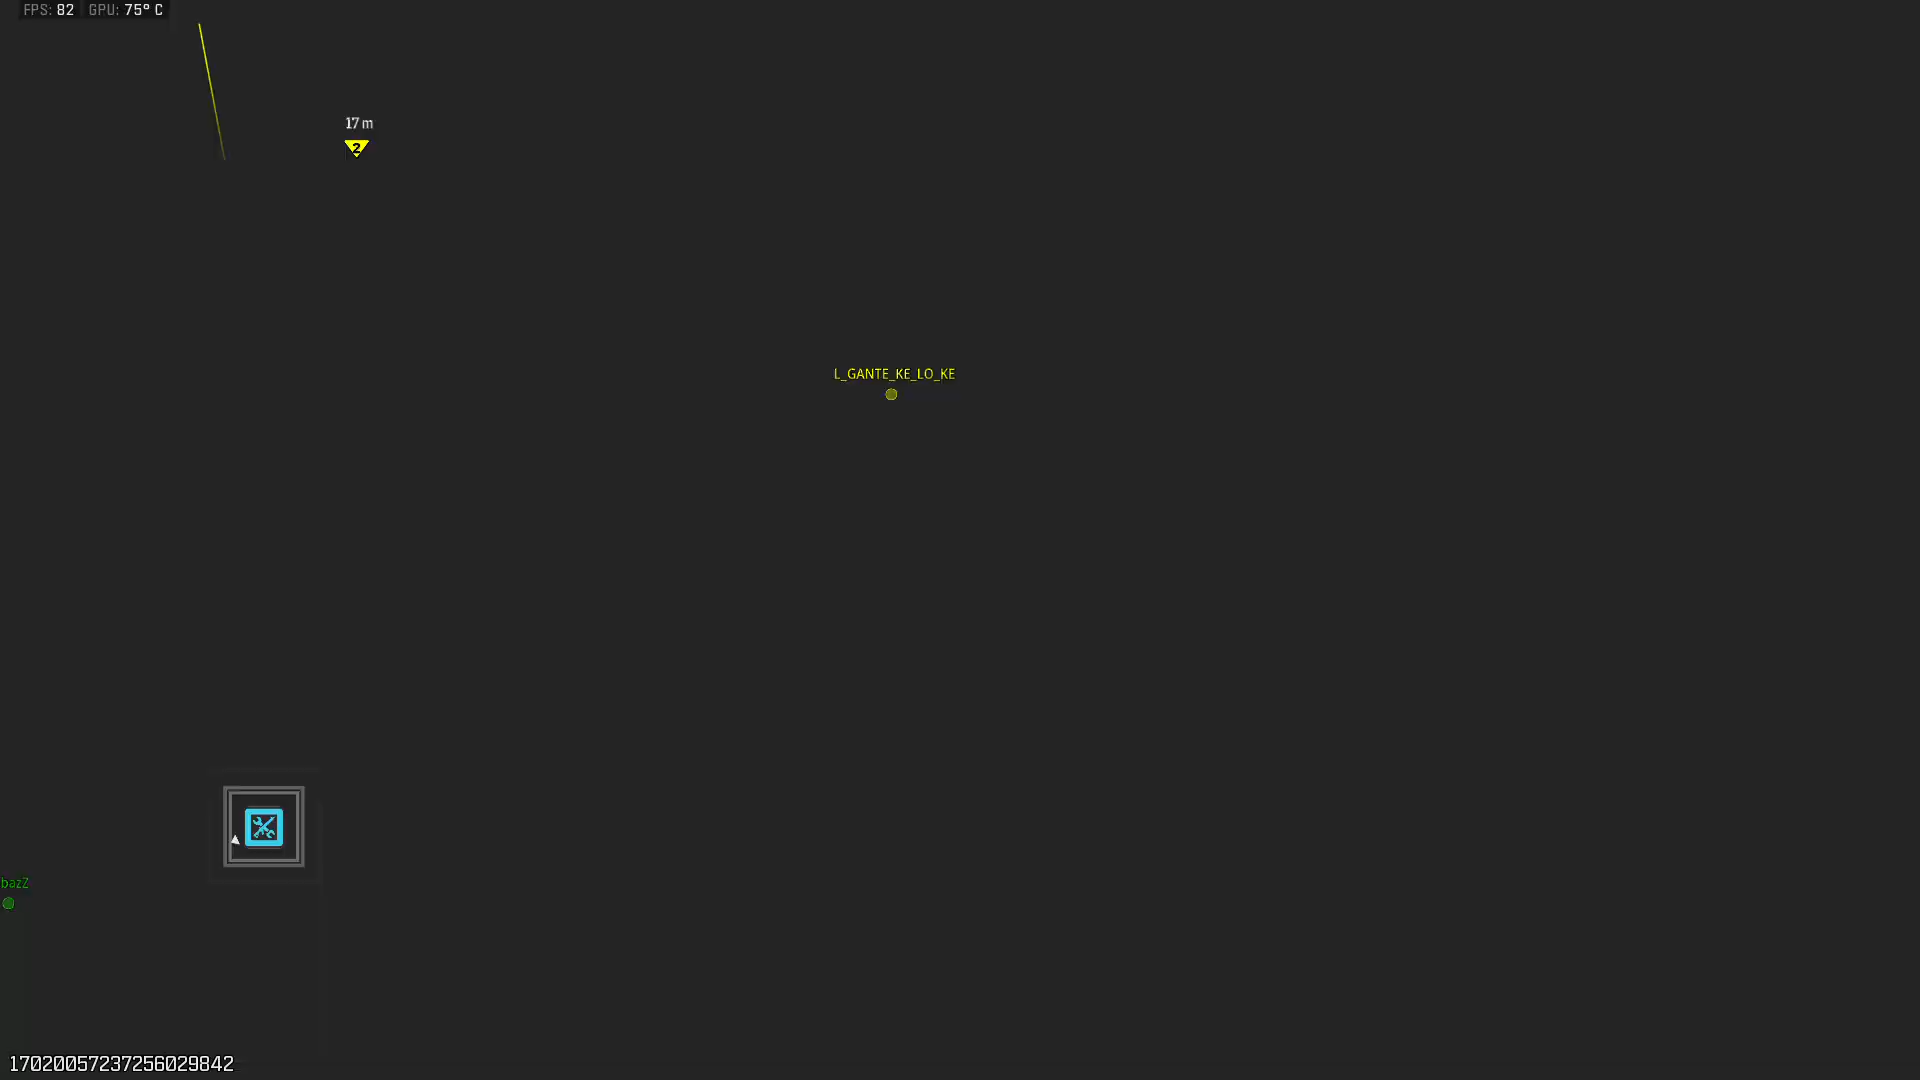 FPS: 82 GPU: 75° C
17 m
2
L_GANTE_KE_LO_KE
bazZ
17020057237256029842